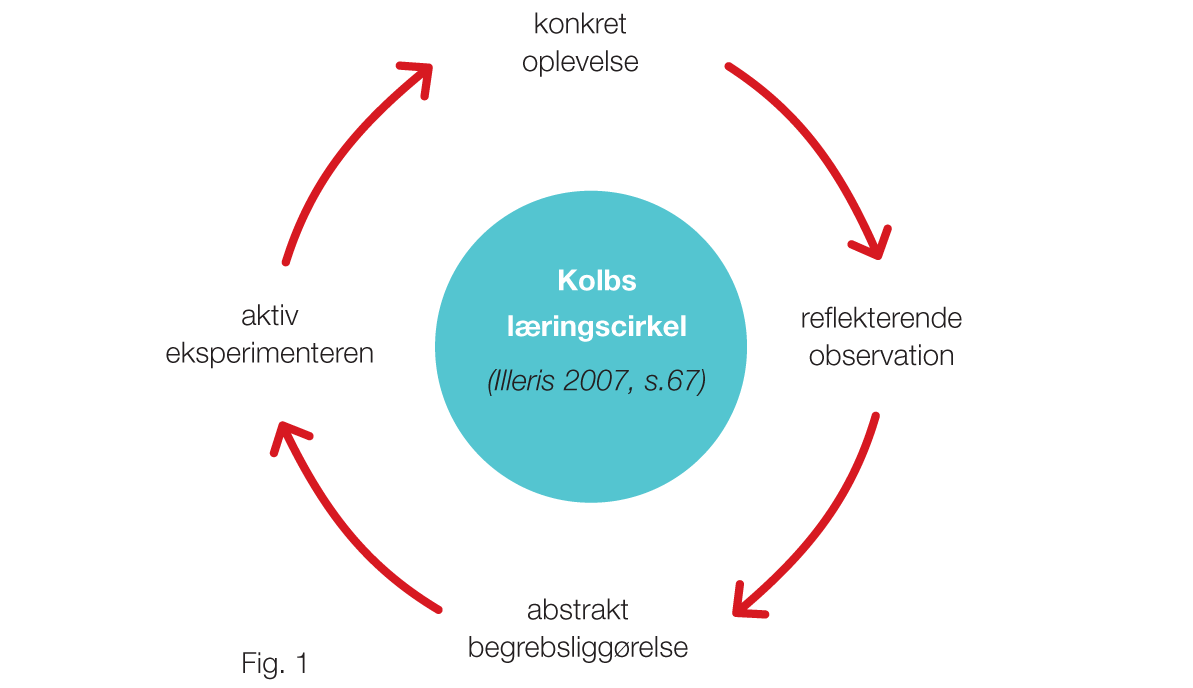 konkret
oplevelse
reflekterende
observation
abstrakt
begrebsliggørelse
aktiv
eksperimenteren
Kolbs
læringscirkel
(Illeris 2007, s.67)
Fig. 1